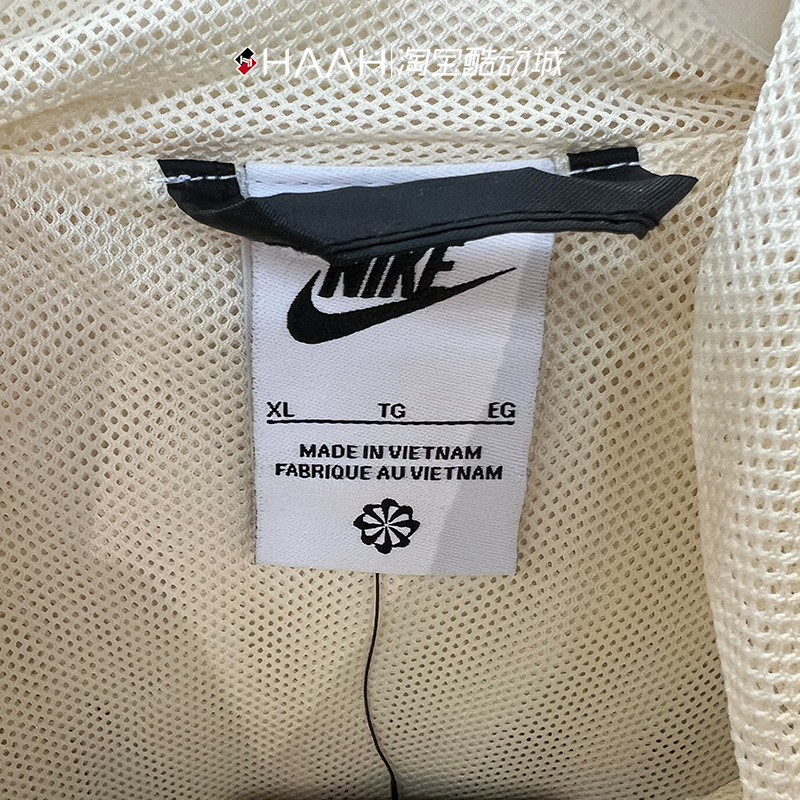 HAAH 淘宝酷动城
NIKE
XL TG EG
MADE IN VIETNAM
FABRIQUE AU VIETNAM